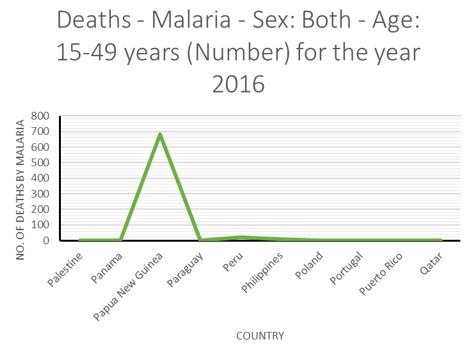 Deaths - Malaria - Sex: Both - Age:
15-49 years (Number) for the year
2016
NO. OF DEATHS BY MALARIA
800
700
600
500
400
300
200
100
0
Palestine
Panama
Papua New Guinea
Paraguay
Peru
Philippines
Poland
Portugal
Puerto Rico
Qatar
COUNTRY